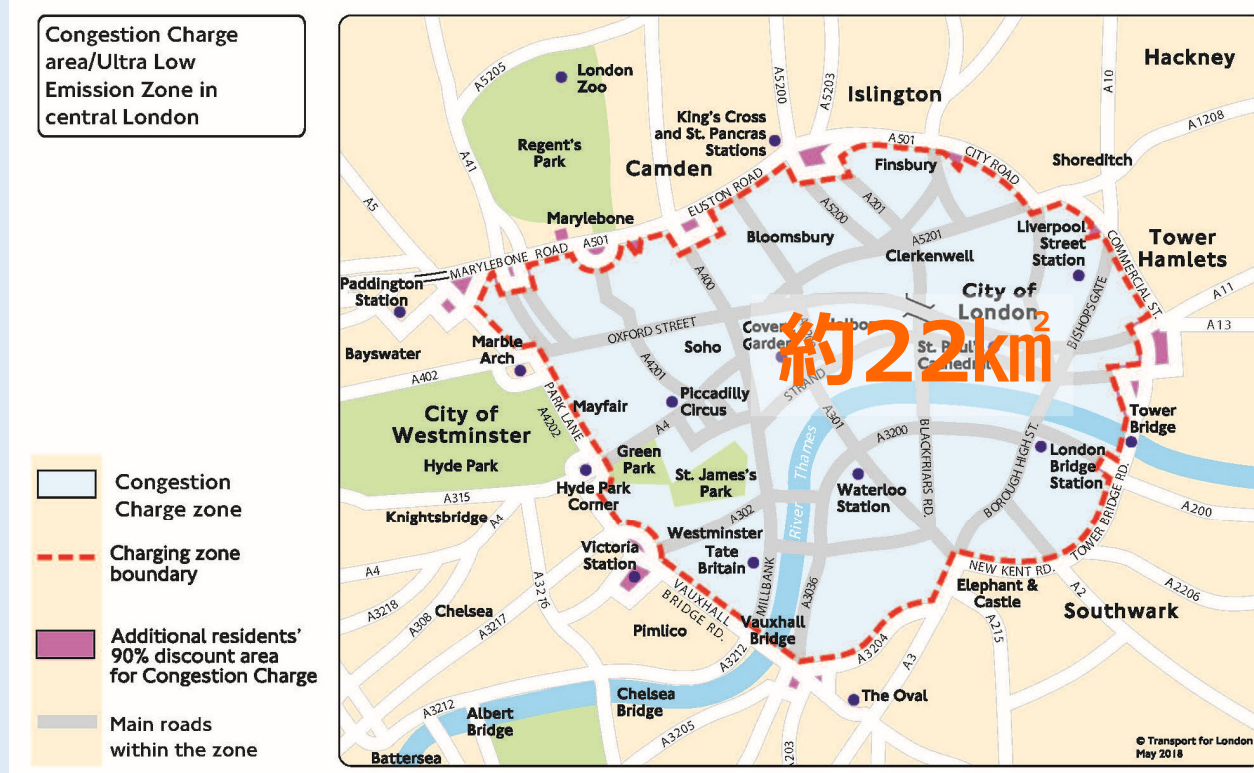 Congestion Charge
area/Ultra Low
Emission Zone in
central London
Congestion
Charge zone
Charging zone
boundary
Additional residents'
90% discount area
for Congestion Charge
Main roads
within the zone
Hackney
A5205
London
Zoo
A5200
A5203
A10
Islington
King's Cross
and St. Pancras
Stations
A1208
A501
Regent's
Park
Camden
Finsbury
CITY ROAD
Shoreditch
A41
A5
EUSTON ROAD
A5200
A201
Marylebone
Bloomsbury
A5201
Clerkenwell
Liverpool
Street
Station
COMMERCIAL ST.
Tower
Hamlets
MARYLEBONE ROAD
A501
A400
Paddington
Station
City of
London
BISHOPSGATE
A11
A13
OXFORD STREET
約22k㎡
Marble
Arch
Soho
Bayswater
A4201
STRAND
A402
PARK LANE
A4202
Mayfair
Piccadilly
Circus
City of
Westminster
Hyde Park
A4
A301
A3200
BLACKFRIARS RD.
BOROUGH HIGH ST.
Tower
Bridge
London
Bridge
Station
Green
Park
St. James's
Park
River Thames
Waterloo
Station
Hyde Park
Corner
A315
Knightsbridge
A4
A302
A200
TOWER BRIDGE RD.
Westminster
Tate
Britain
Victoria
Station
MILLBANK
A3036
NEW KENT RD.
A4
A3216
VAUXHALL
BRIDGE RD.
Elephant &
Castle
A2
A2206
A3218
A308
Chelsea
A3217
Pimlico
Vauxhall
Bridge
A3204
A3
A215
Southwark
A3212
Chelsea
Bridge
The Oval
A3212
Albert
Bridge
A3205
A203
Battersea
© Transport for London
May 2018